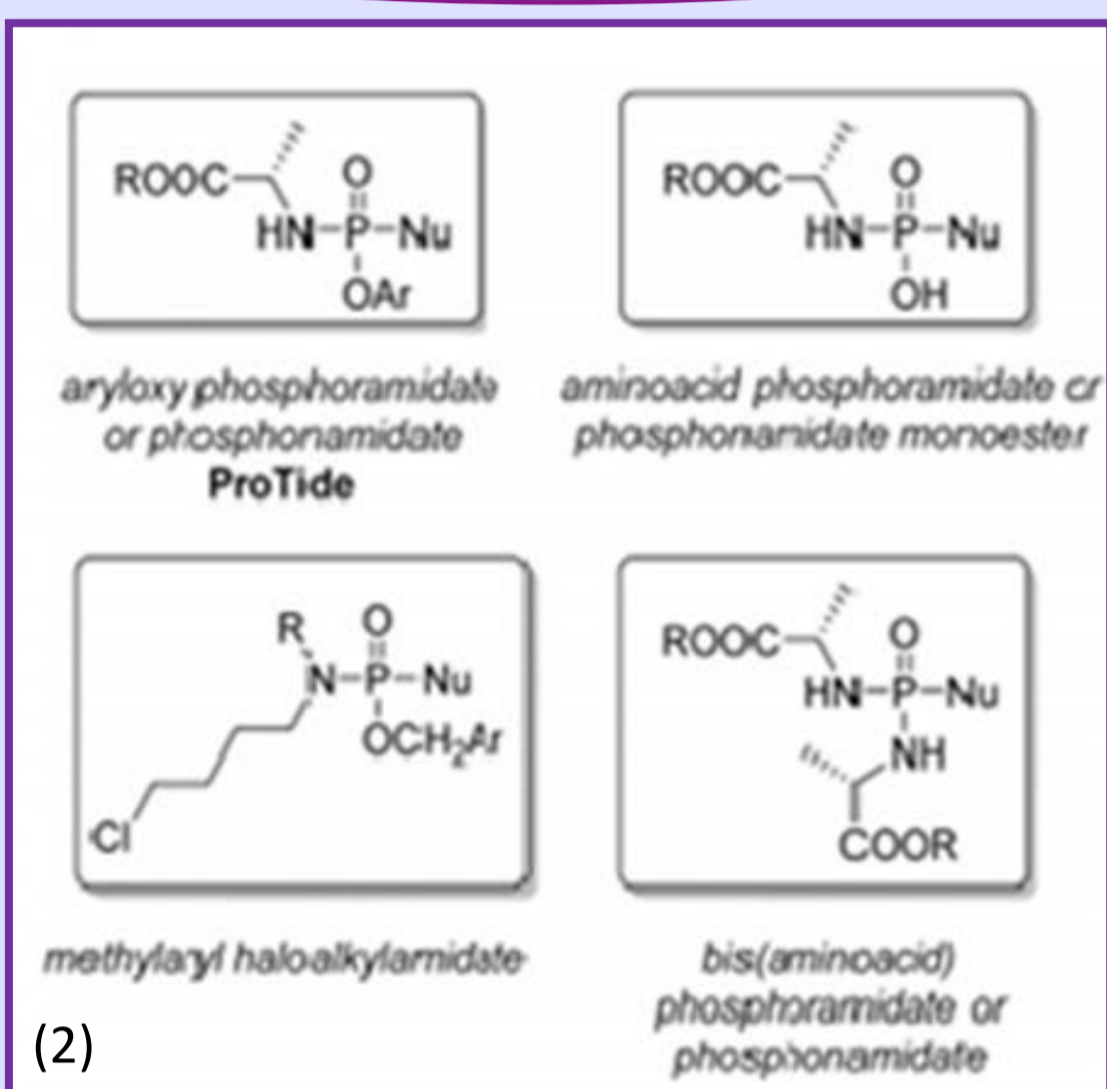 ROOC
O
HN-P-Nu
OAr
aryloxy phosphoramidate
or phosphonamidate
ProTide
ROOC
O
HN-P-Nu
OH
aminoacid phosphoramidate or
phosphonamidate monoester
R
O
N-P-Nu
OCH₂Ar
Cl
methylaryl haloalkylamidate
ROOC
O
HN-P-Nu
NH
COOR
bis(aminoacid)
phosphoramidate or
phosphonamidate
(2)